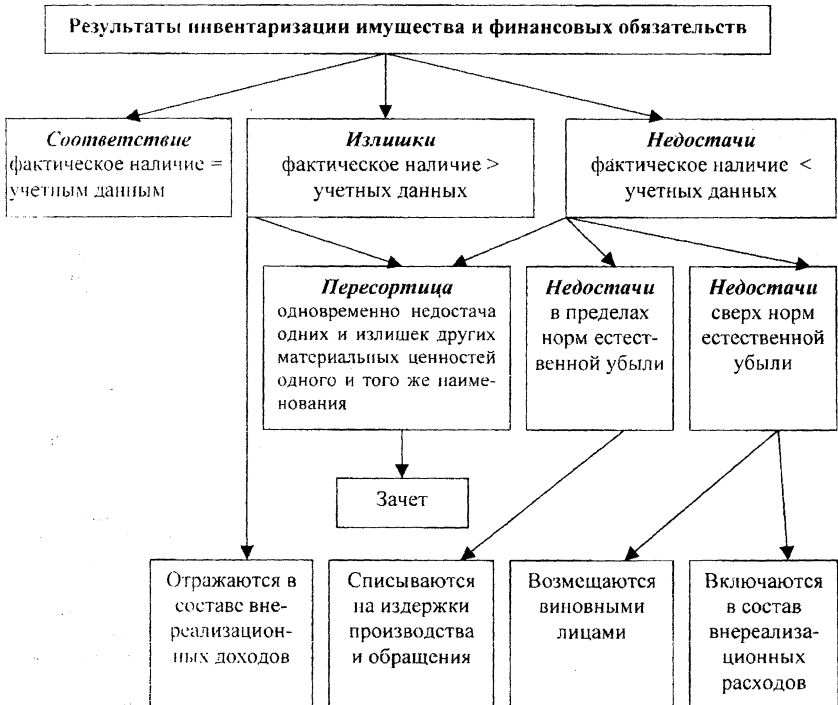 Результаты инвентаризации имущества и финансовых обязательств
Соответствие
фактическое наличие =
учетным данным
Излишки
фактическое наличие >
учетных данных
Недостачи
фактическое наличие <
учетных данных
Пересортица
одновременно недостача
одних и излишек других
материальных ценностей
одного и того же наиме-
нования
Недостачи
в пределах
норм естест-
венной убыли
Недостачи
сверх норм
естественной
убыли
Зачет
Отражаются в
составе вне-
реализацион-
ных доходов
Списываются
на издержки
производства
и обращения
Возмещаются
виновными
лицами
Включаются
в состав
внереализа-
ционных
расходов